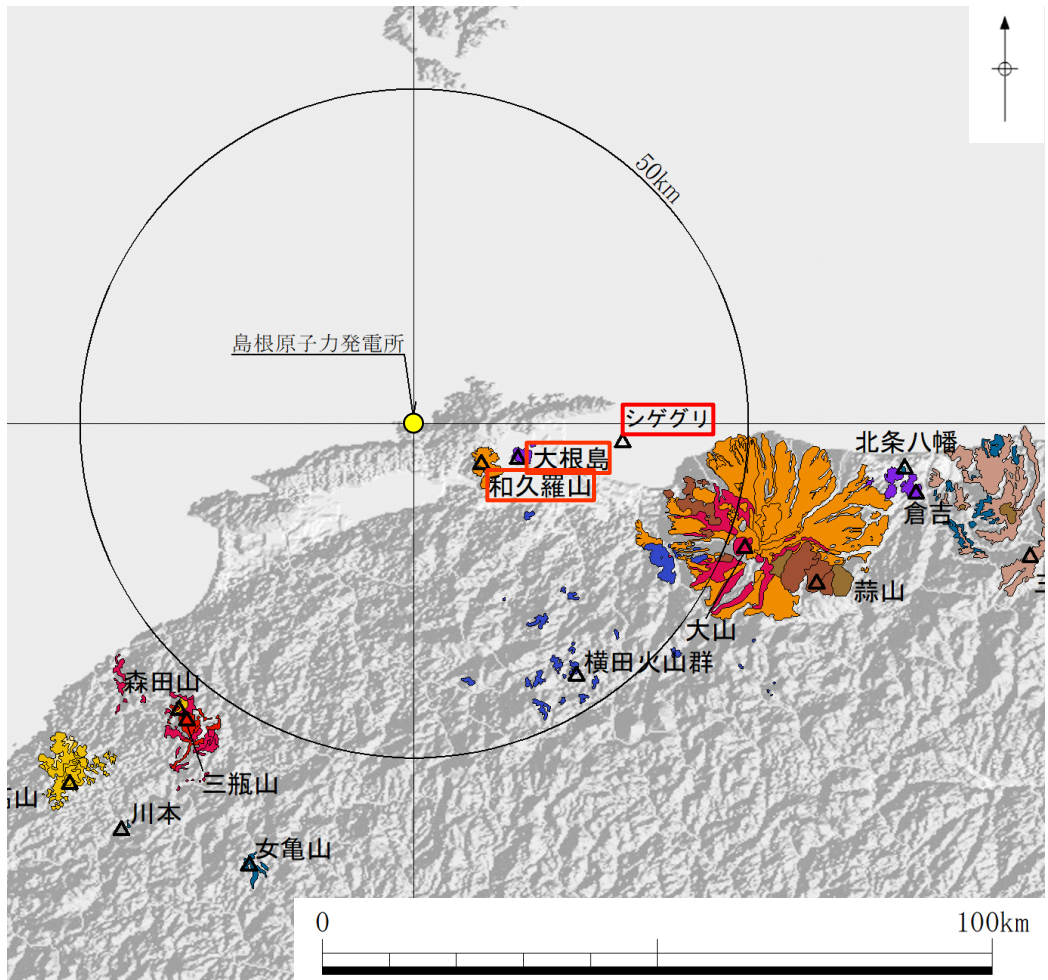 50km
島根原子力発電所
シゲグリ
大根島
和久羅山
北条八幡
倉吉
蒜山
大山
横田火山群
森田山
三瓶山
山
川本
女亀山
三
0
100km